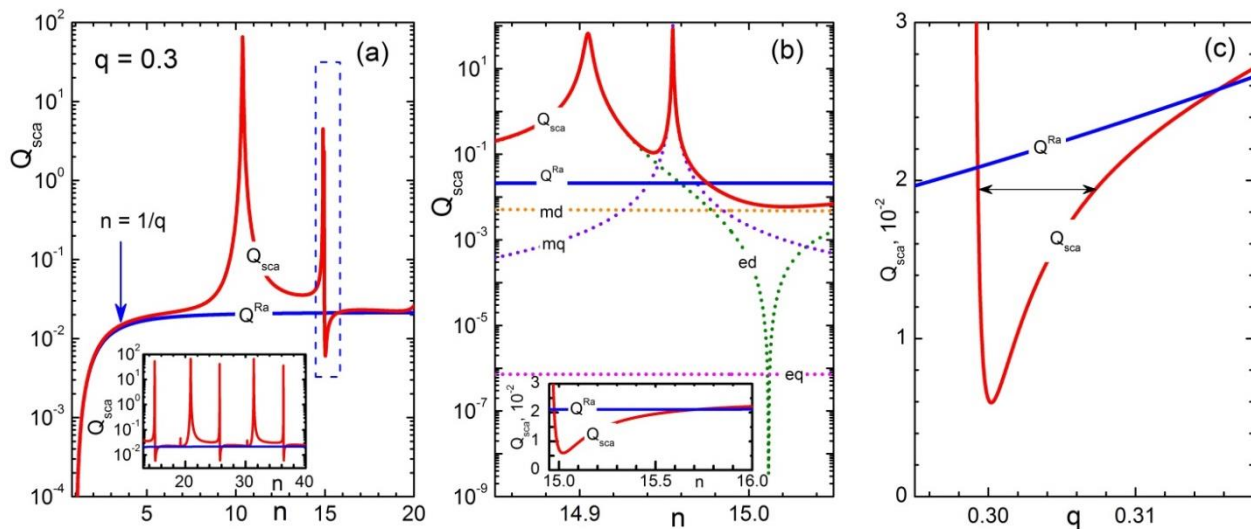 (a)
q = 0.3
n = 1/q
Q_sca
Q^Ra
Q_sca
10^2
10^1
10^0
10^-1
10^-2
10^-3
10^-4
5 10 15 20
n
Q_sca
10^2
10^1
10^0
10^-1
10^-2
20 30 40
n
(b)
Q_sca
10^1
10^-1
10^-3
10^-5
10^-7
10^-9
Q_sca
Q^Ra
md
mq
ed
eq
14.9 15.0
n
Q_sca, 10^-2
3
2
1
0
Q^Ra
Q_sca
15.0 15.5 16.0
n
(c)
Q_sca, 10^-2
3
2
1
0
Q^Ra
Q_sca
0.30 0.31
q